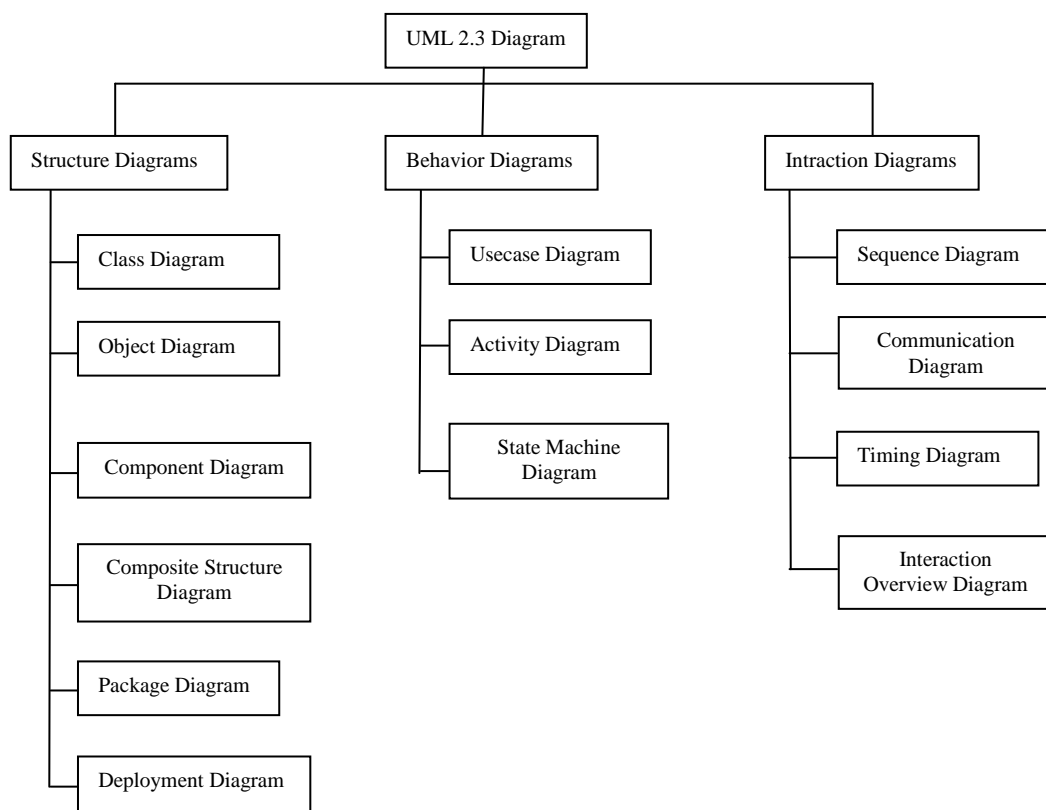 UML 2.3 Diagram
Structure Diagrams
Class Diagram
Object Diagram
Component Diagram
Composite Structure
Diagram
Package Diagram
Deployment Diagram
Behavior Diagrams
Usecase Diagram
Activity Diagram
State Machine
Diagram
Intraction Diagrams
Sequence Diagram
Communication
Diagram
Timing Diagram
Interaction
Overview Diagram